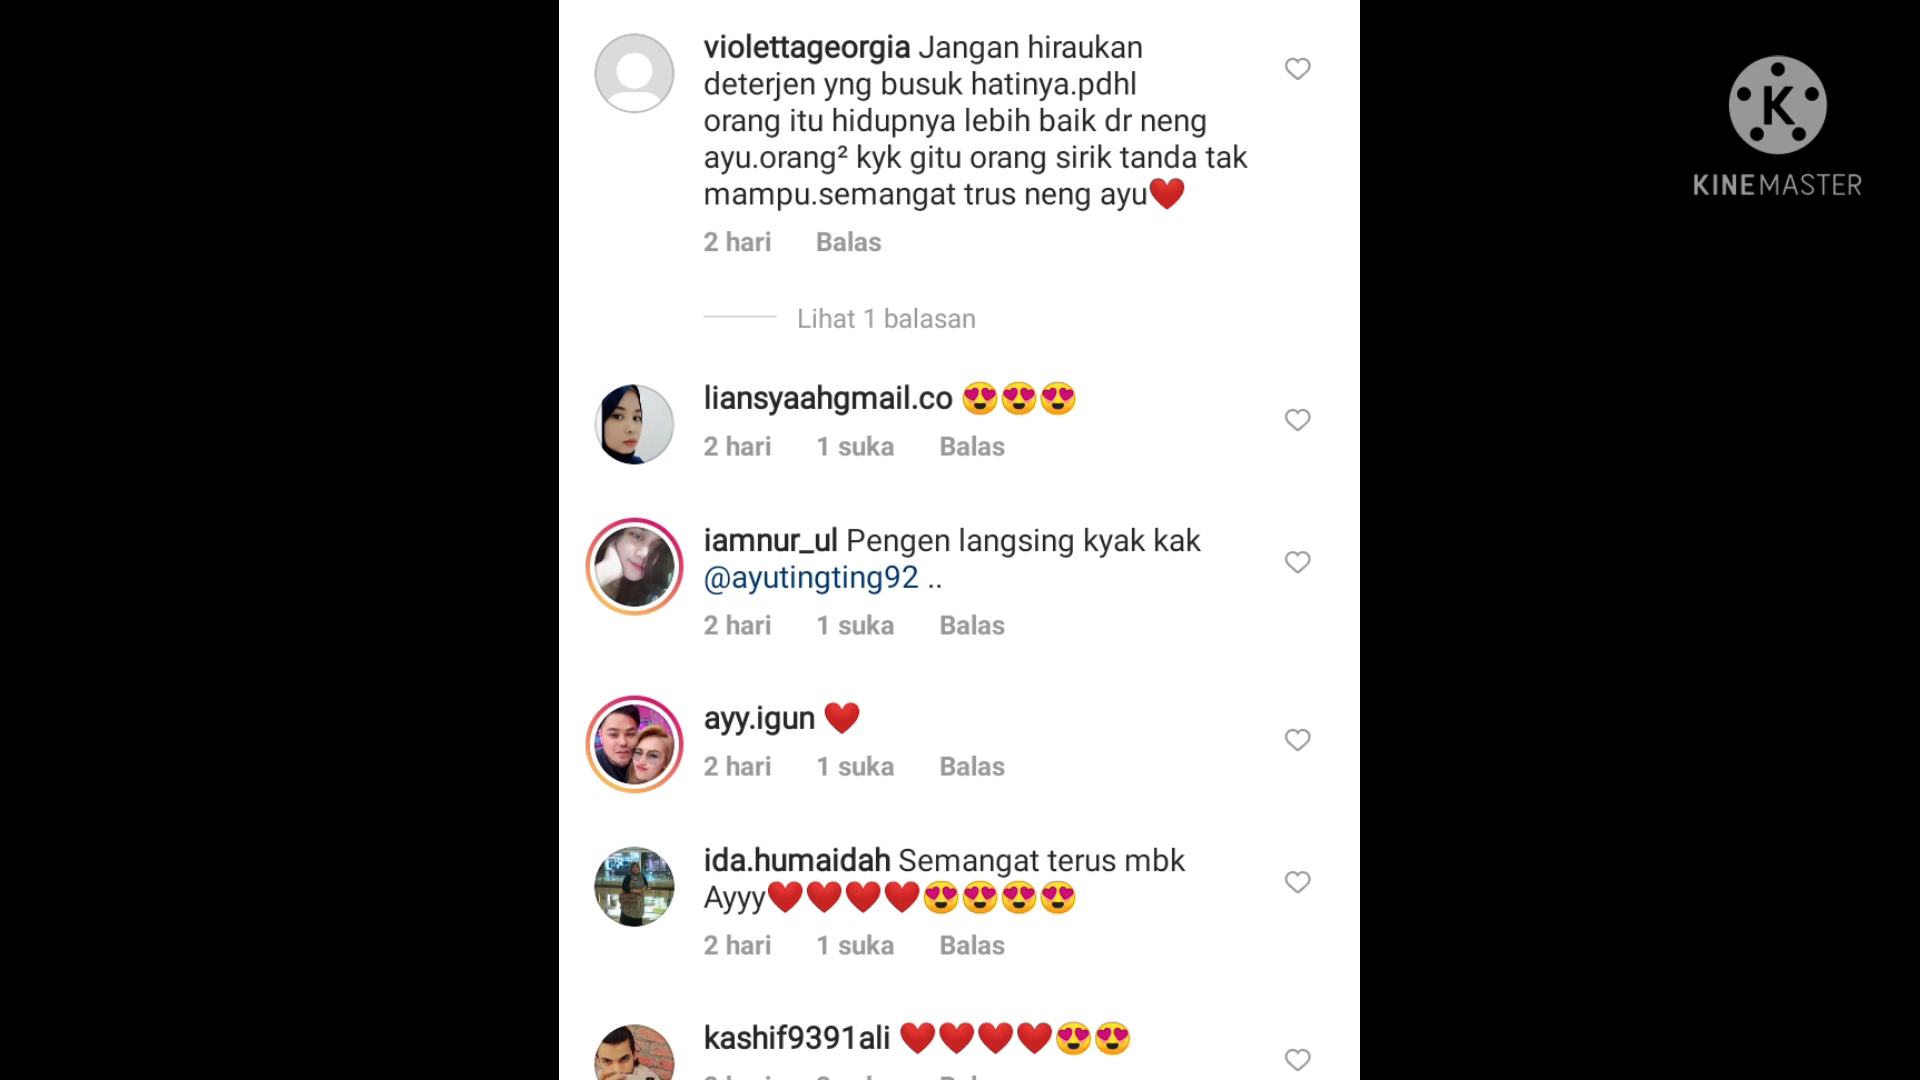 violettageorgia Jangan hiraukan
deterjen yng busuk hatinya.pdhl
orang itu hidupnya lebih baik dr neng
ayu.orang² kyk gitu orang sirik tanda tak
mampu.semangat trus neng ayu❤️
2 hari Balas
Lihat 1 balasan
liansyaahgmail.co 😍😍😍
2 hari 1 suka Balas
iamnur_ul Pengen langsing kyak kak
@ayutingting92 ..
2 hari 1 suka Balas
ayy.igun ❤️
2 hari 1 suka Balas
ida.humaidah Semangat terus mbk
Ayyy❤️❤️❤️❤️😍😍😍😍
2 hari 1 suka Balas
kashif9391ali ❤️❤️❤️❤️😍😍
K
KINEMASTER